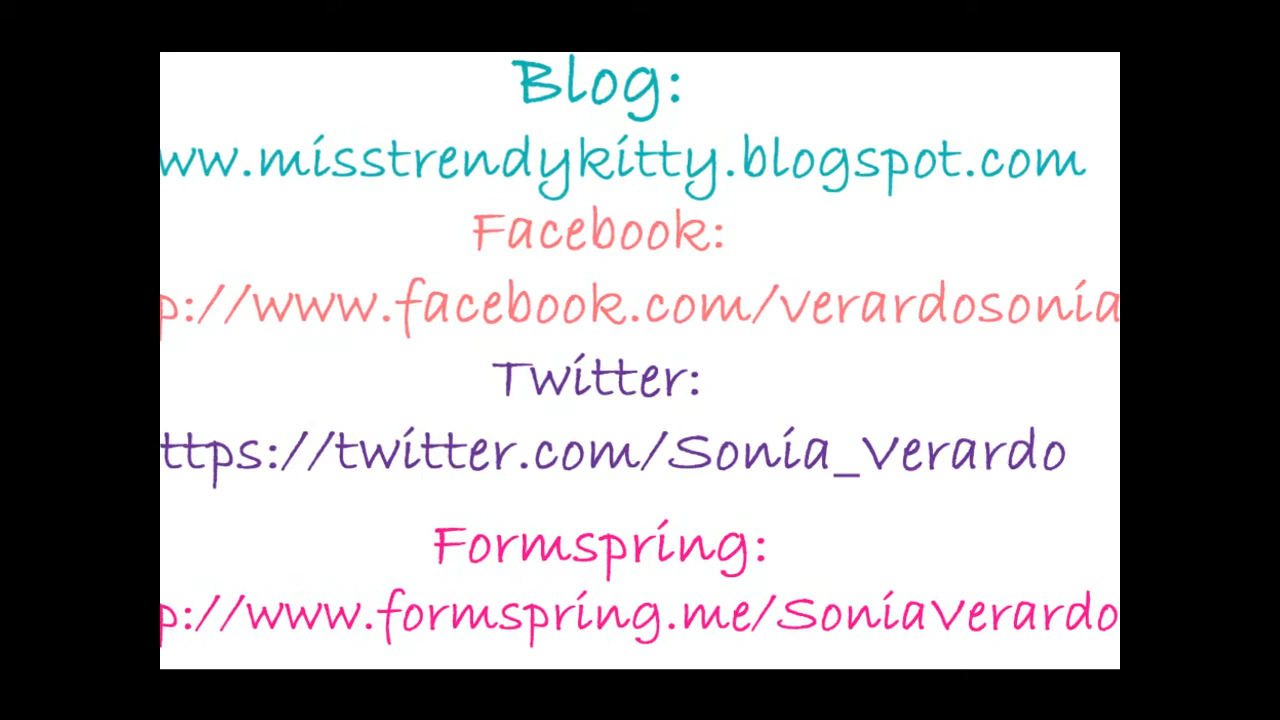 Blog:
ww.misstrendykitty.blogspot.com
Facebook:
p://www.facebook.com/verardosonia
Twitter:
ttps://twitter.com/Sonia_Verardo
Formspring:
p://www.formspring.me/SoniaVerardo